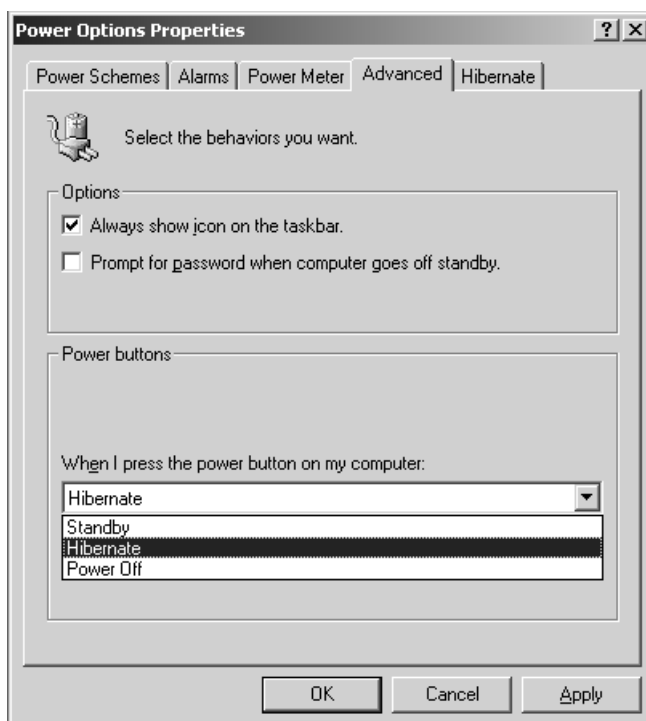 Power Options Properties
Power Schemes Alarms Power Meter Advanced Hibernate
Select the behaviors you want.
Options
Always show icon on the taskbar.
Prompt for password when computer goes off standby.
Power buttons
When I press the power button on my computer:
Hibernate
Standby
Hibernate
Power Off
OK Cancel Apply